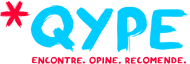 *QYPE
ENCONTRE. OPINE. RECOMENDE.